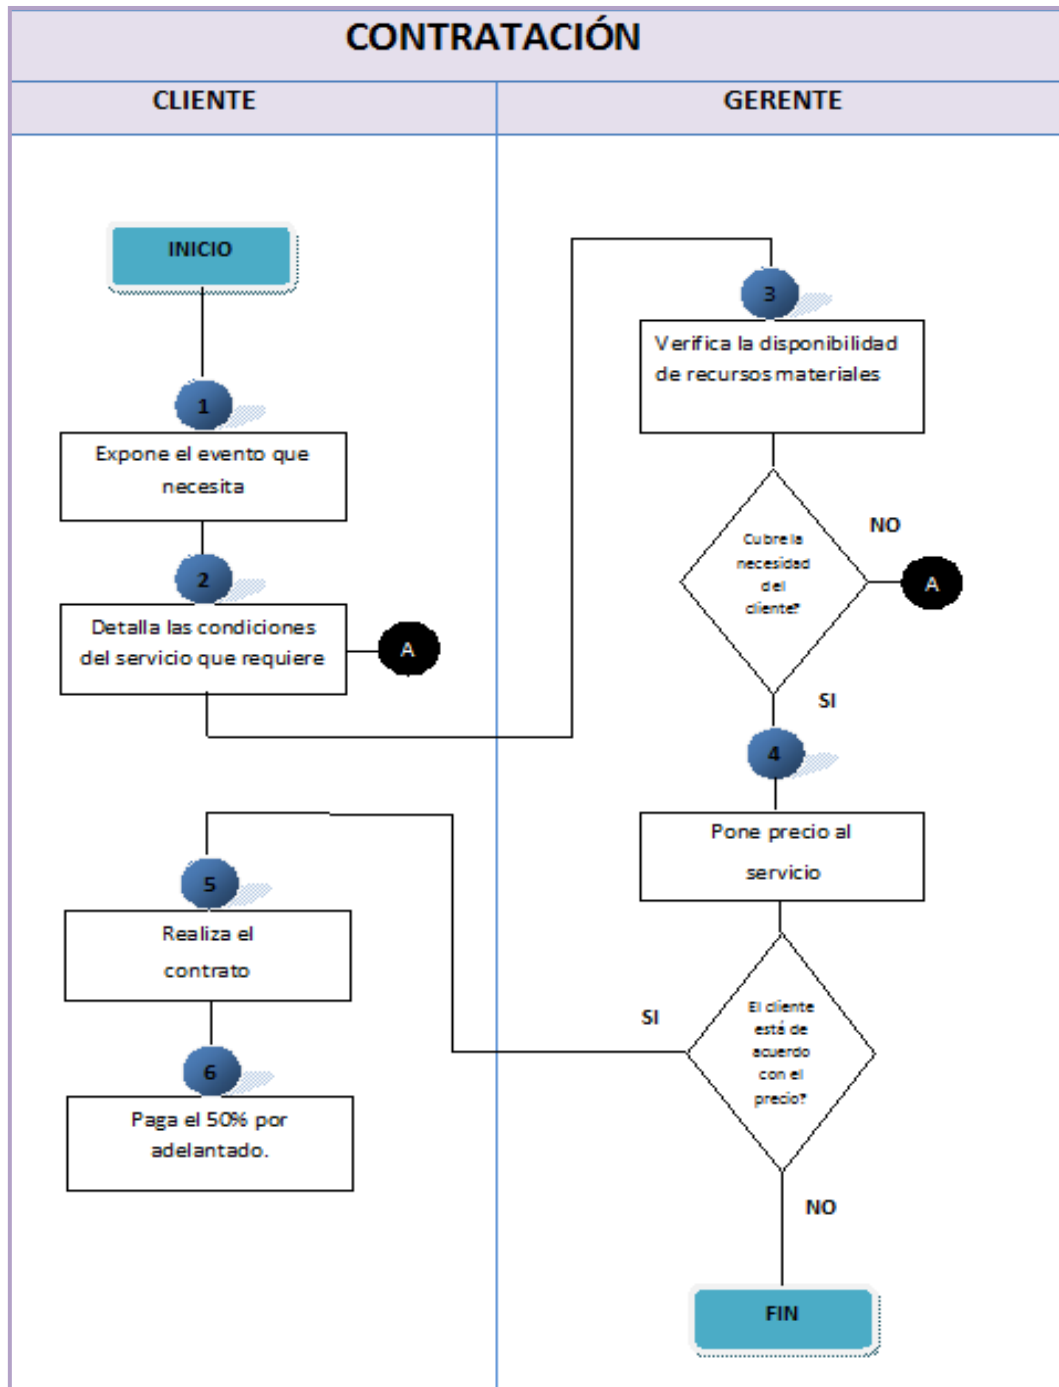 CONTRATACIÓN
CLIENTE
GERENTE
INICIO
1
Expone el evento que
necesita
2
Detalla las condiciones
del servicio que requiere
A
3
Verifica la disponibilidad
de recursos materiales
Cubre la
necesidad
del
cliente?
NO
A
SI
4
Pone precio al
servicio
El cliente
está de
acuerdo
con el
precio?
SI
NO
5
Realiza el
contrato
6
Paga el 50% por
adelantado.
FIN